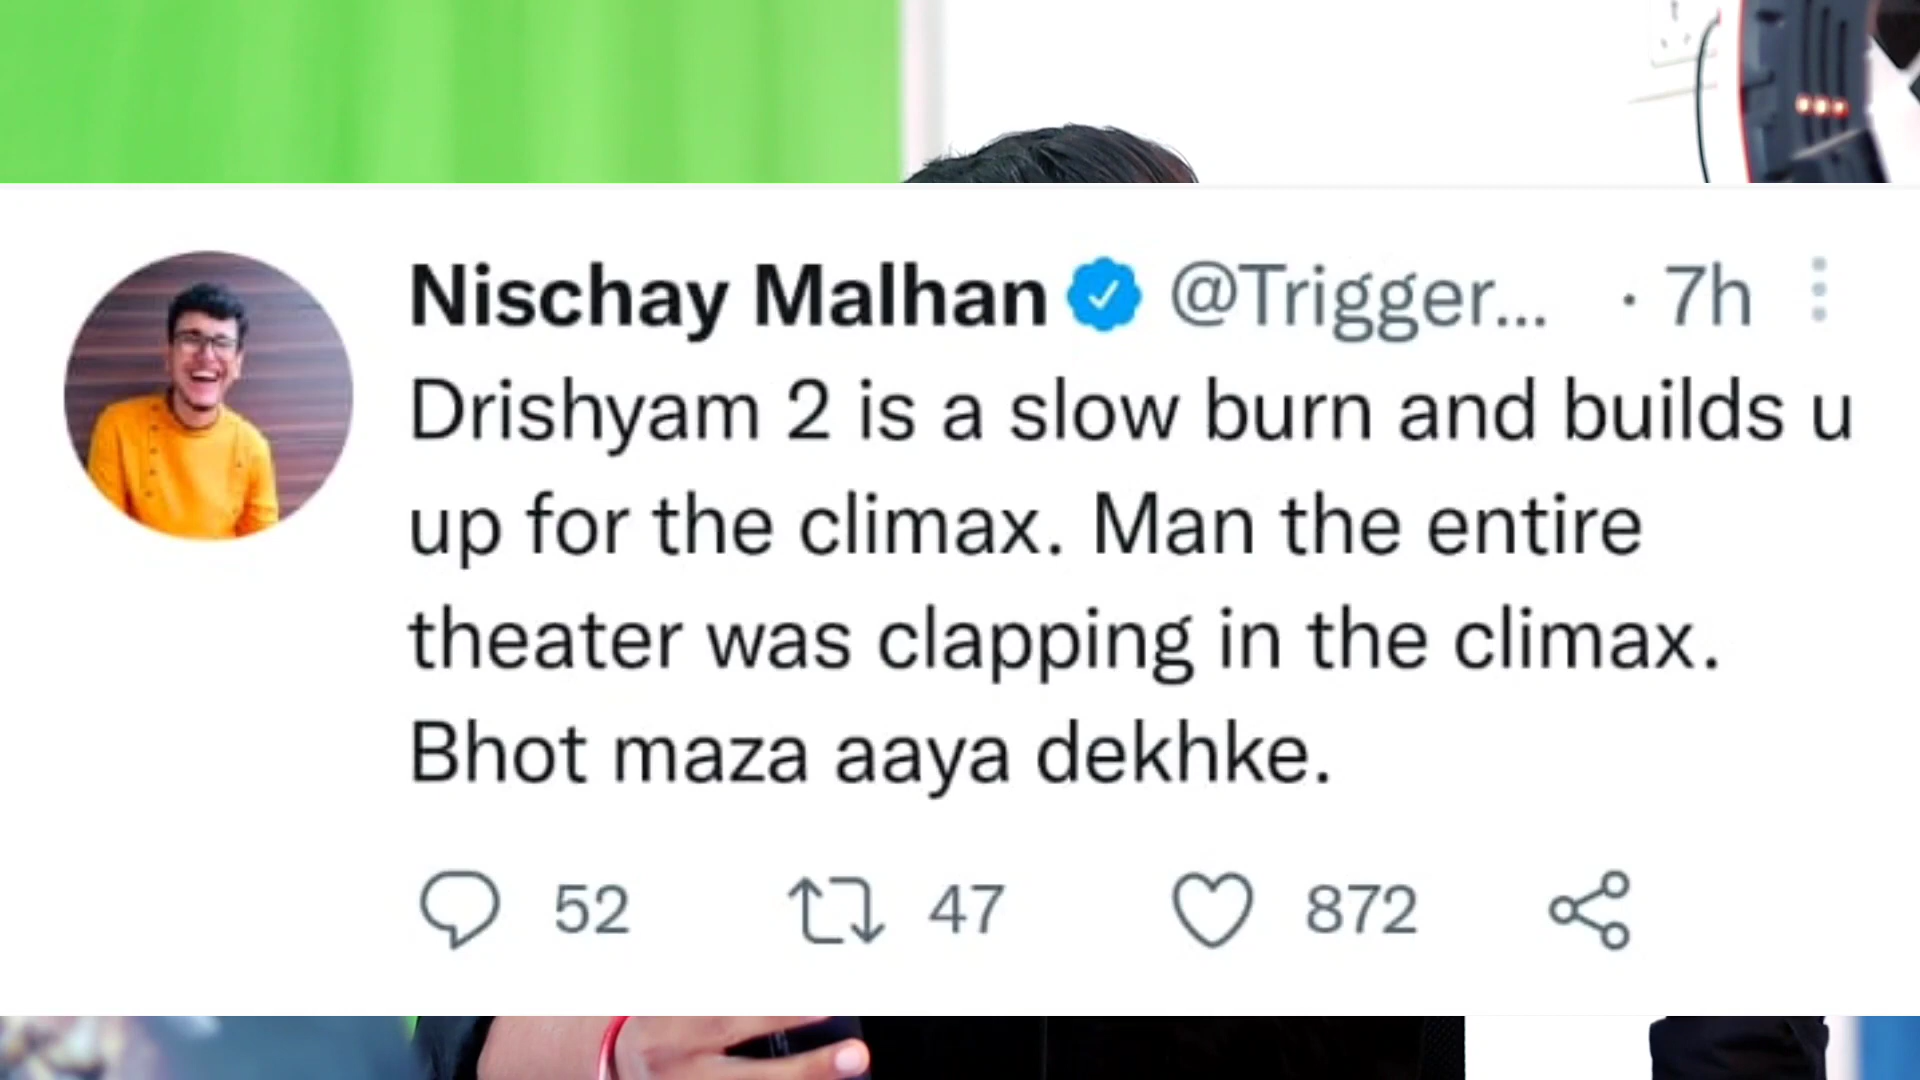 Nischay Malhan @Trigger... · 7h
Drishyam 2 is a slow burn and builds u
up for the climax. Man the entire
theater was clapping in the climax.
Bhot maza aaya dekhke.
52 47 872